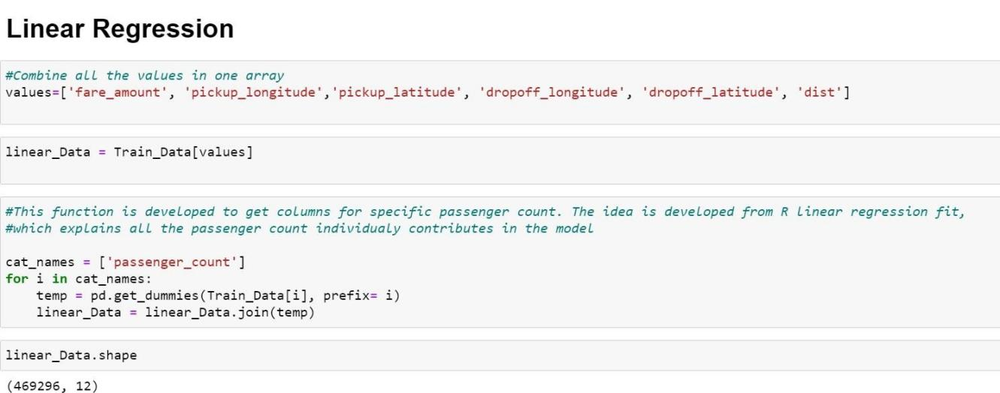 Linear Regression
#Combine all the values in one array
values=['fare_amount', 'pickup_longitude','pickup_latitude', 'dropoff_longitude', 'dropoff_latitude', 'dist']
linear_Data = Train_Data[values]
#This function is developed to get columns for specific passenger count. The idea is developed from R linear regression fit,
#which explains all the passenger count individualy contributes in the model
cat_names = ['passenger_count']
for i in cat_names:
    temp = pd.get_dummies(Train_Data[i], prefix= i)
    linear_Data = linear_Data.join(temp)
linear_Data.shape
(469296, 12)